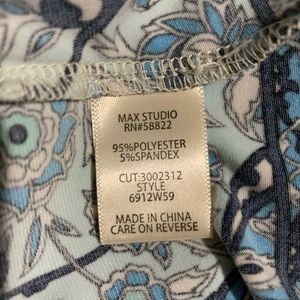 MAX STUDIO
RN#58822
95%POLYESTER
5%SPANDEX
CUT:3002312
STYLE
6912W59
MADE IN CHINA
CARE ON REVERSE